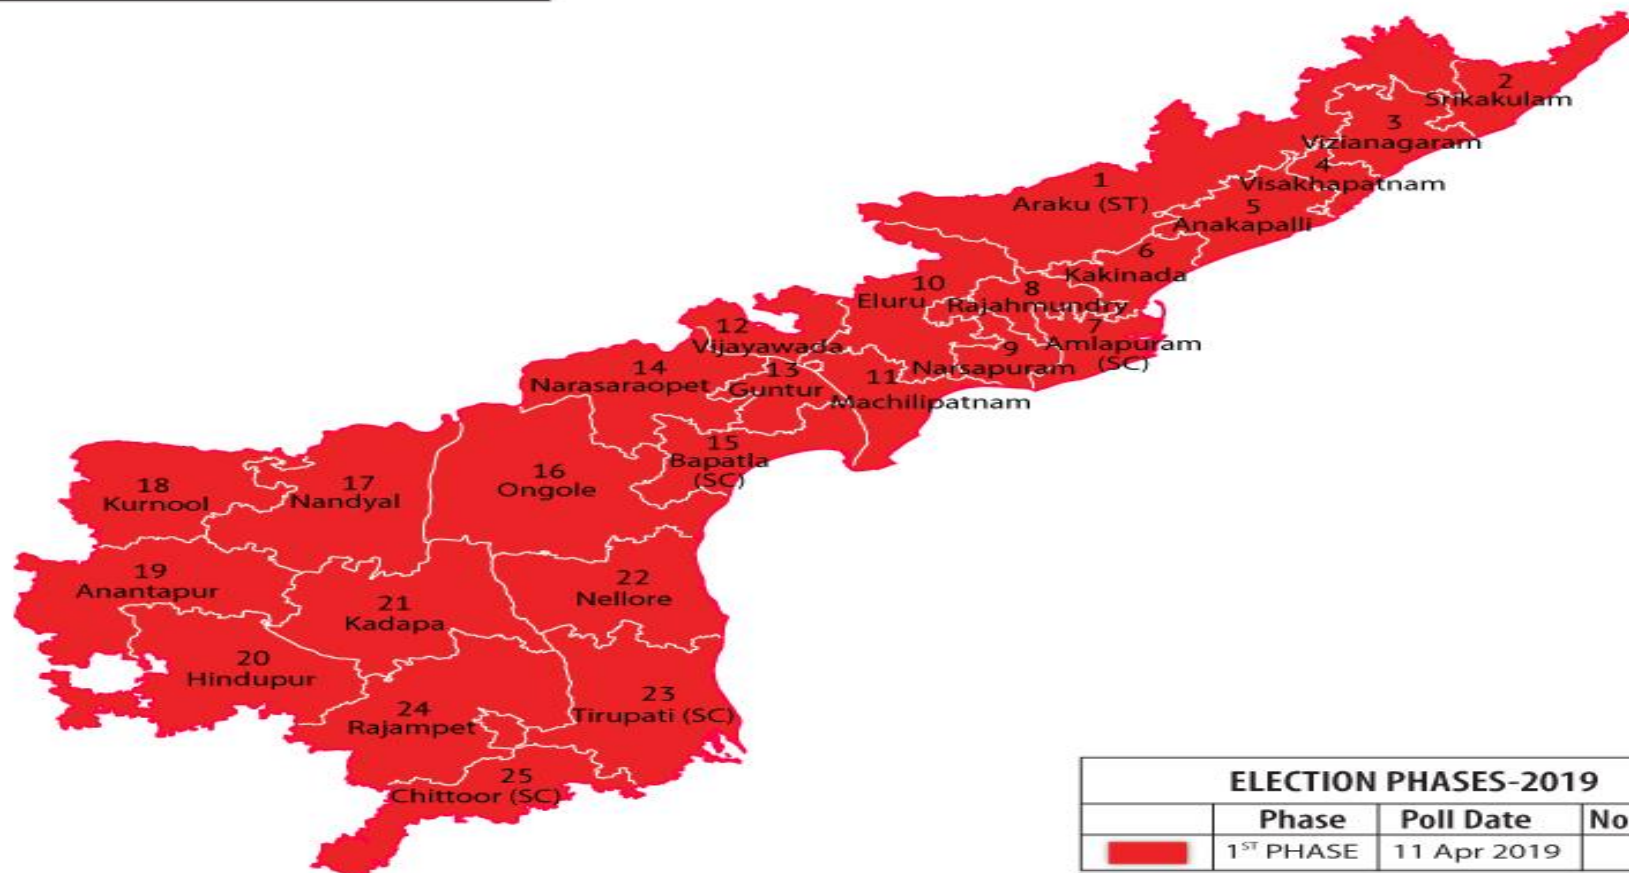 2
Srikakulam
3
Vizianagaram
4
Visakhapatnam
1
Araku (ST)
5
Anakapalli
6
Kakinada
10
Eluru
8
Rajahmundry
7
Amlapuram
(SC)
9
Narsapuram
12
Vijayawada
13
Guntur
11
Machilipatnam
14
Narasaraopet
15
Bapatla
(SC)
16
Ongole
17
Nandyal
18
Kurnool
19
Anantapur
22
Nellore
21
Kadapa
20
Hindupur
23
Tirupati (SC)
24
Rajampet
25
Chittoor (SC)
ELECTION PHASES-2019
Phase Poll Date No
1ST PHASE 11 Apr 2019